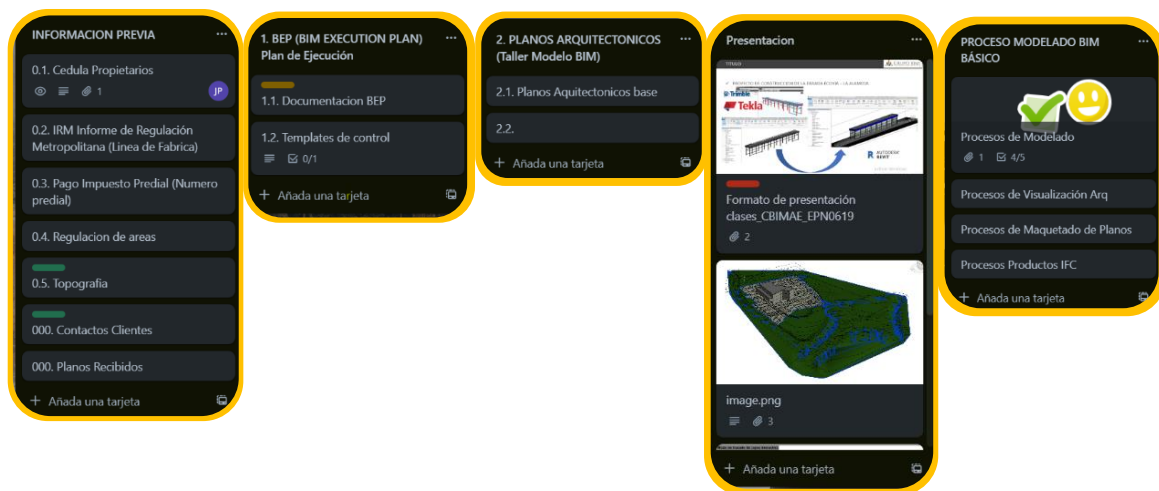 INFORMACION PREVIA
0.1. Cedula Propietarios
1
JP
0.2. IRM Informe de Regulación
Metropolitana (Linea de Fabrica)
0.3. Pago Impuesto Predial (Numero
predial)
0.4. Regulacion de areas
0.5. Topografia
000. Contactos Clientes
000. Planos Recibidos
+ Añada una tarjeta
1. BEP (BIM EXECUTION PLAN)
Plan de Ejecución
1.1. Documentacion BEP
1.2. Templates de control
0/1
+ Añada una tarjeta
2. PLANOS ARQUITECTONICOS
(Taller Modelo BIM)
2.1. Planos Aquitectonicos base
2.2.
+ Añada una tarjeta
Presentacion
Trimble
Tekla
R AUTODESK
REVIT
Formato de presentación
clases_CBIMAE_EPN0619
2
image.png
3
+ Añada una tarjeta
PROCESO MODELADO BIM
BÁSICO
Procesos de Modelado
1 4/5
Procesos de Visualización Arq
Procesos de Maquetado de Planos
Procesos Productos IFC
+ Añada una tarjeta